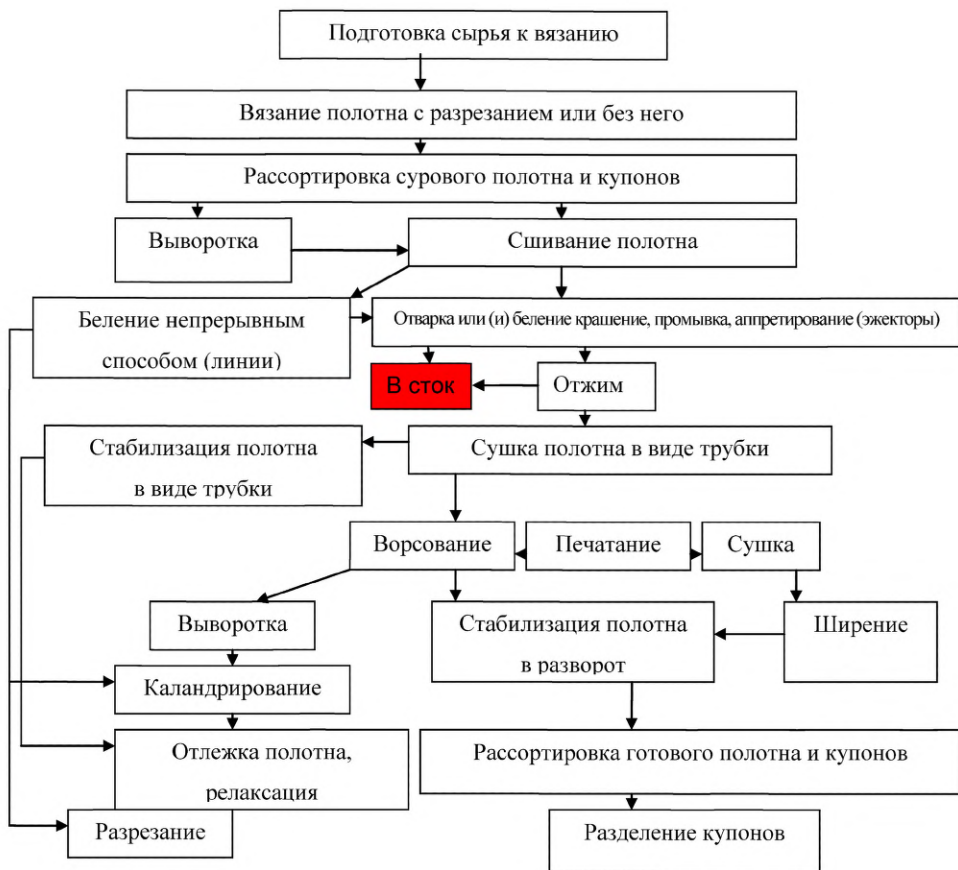 Подготовка сырья к вязанию
Вязание полотна с разрезанием или без него
Рассортировка сурового полотна и купонов
Выворотка
Сшивание полотна
Беление непрерывным
способом (линии)
Отварка или (и) беление крашение, промывка, аппретирование (эжекторы)
В сток
Отжим
Стабилизация полотна
в виде трубки
Сушка полотна в виде трубки
Ворсование
Печатание
Сушка
Выворотка
Стабилизация полотна
в разворот
Ширение
Каландрирование
Отлежка полотна,
релаксация
Рассортировка готового полотна и купонов
Разрезание
Разделение купонов